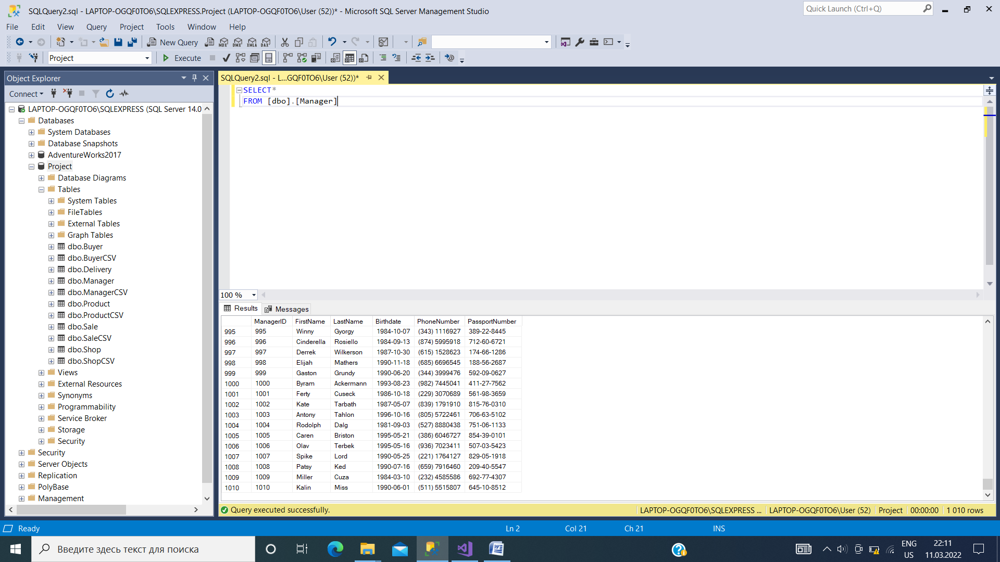 SQLQuery2.sql - LAPTOP-OGQF0TO6\SQLEXPRESS.Project (LAPTOP-OGQF0TO6\User (52))* - Microsoft SQL Server Management Studio
Quick Launch (Ctrl+Q)
File Edit View Query Project Tools Window Help
New Query MDX DMX XMLA DAX
Project Execute
Object Explorer
Connect
LAPTOP-OGQF0TO6\SQLEXPRESS (SQL Server 14.0
Databases
System Databases
Database Snapshots
AdventureWorks2017
Project
Database Diagrams
Tables
System Tables
FileTables
External Tables
Graph Tables
dbo.Buyer
dbo.BuyerCSV
dbo.Delivery
dbo.Manager
dbo.ManagerCSV
dbo.Product
dbo.ProductCSV
dbo.Sale
dbo.SaleCSV
dbo.Shop
dbo.ShopCSV
Views
External Resources
Synonyms
Programmability
Service Broker
Storage
Security
Security
Server Objects
Replication
PolyBase
Management
SQLQuery2.sql - L...GQF0TO6\User (52))*
SELECT*
FROM [dbo].[Manager]
100 %
Results Messages
ManagerID FirstName LastName Birthdate PhoneNumber PassportNumber
995 995 Winny Gyorgy 1984-10-07 (343) 1116927 389-22-8445
996 996 Cinderella Rosiello 1984-09-13 (874) 5995918 712-60-6721
997 997 Derrek Wilkerson 1987-10-30 (615) 1528623 174-66-1286
998 998 Elijah Mathers 1990-11-18 (685) 6696545 188-56-2687
999 999 Gaston Grundy 1990-06-20 (344) 3999476 592-09-0627
1000 1000 Byram Ackermann 1993-08-23 (982) 7445041 411-27-7562
1001 1001 Ferty Cuseck 1986-10-18 (229) 3070689 561-98-3659
1002 1002 Kate Tarbath 1987-05-07 (839) 1791910 815-76-0310
1003 1003 Antony Tahlon 1996-10-16 (805) 5722461 706-63-5102
1004 1004 Rodolph Dalg 1981-09-03 (527) 8880438 751-06-1133
1005 1005 Caren Briston 1995-05-21 (386) 6046727 854-39-0101
1006 1006 Olav Terbek 1995-05-16 (936) 7023411 507-03-5423
1007 1007 Spike Lord 1990-05-25 (221) 1764127 829-05-1918
1008 1008 Patsy Ked 1990-07-16 (659) 7916460 209-40-5547
1009 1009 Miller Cuza 1984-03-10 (232) 4585586 692-77-4307
1010 1010 Kalin Miss 1990-06-01 (511) 5515807 645-10-8512
Query executed successfully. LAPTOP-OGQF0TO6\SQLEXPRESS ... LAPTOP-OGQF0TO6\User (52) Project 00:00:00 1 010 rows
Ready Ln 2 Col 21 Ch 21 INS
Введите здесь текст для поиска
ENG
US
22:11
11.03.2022